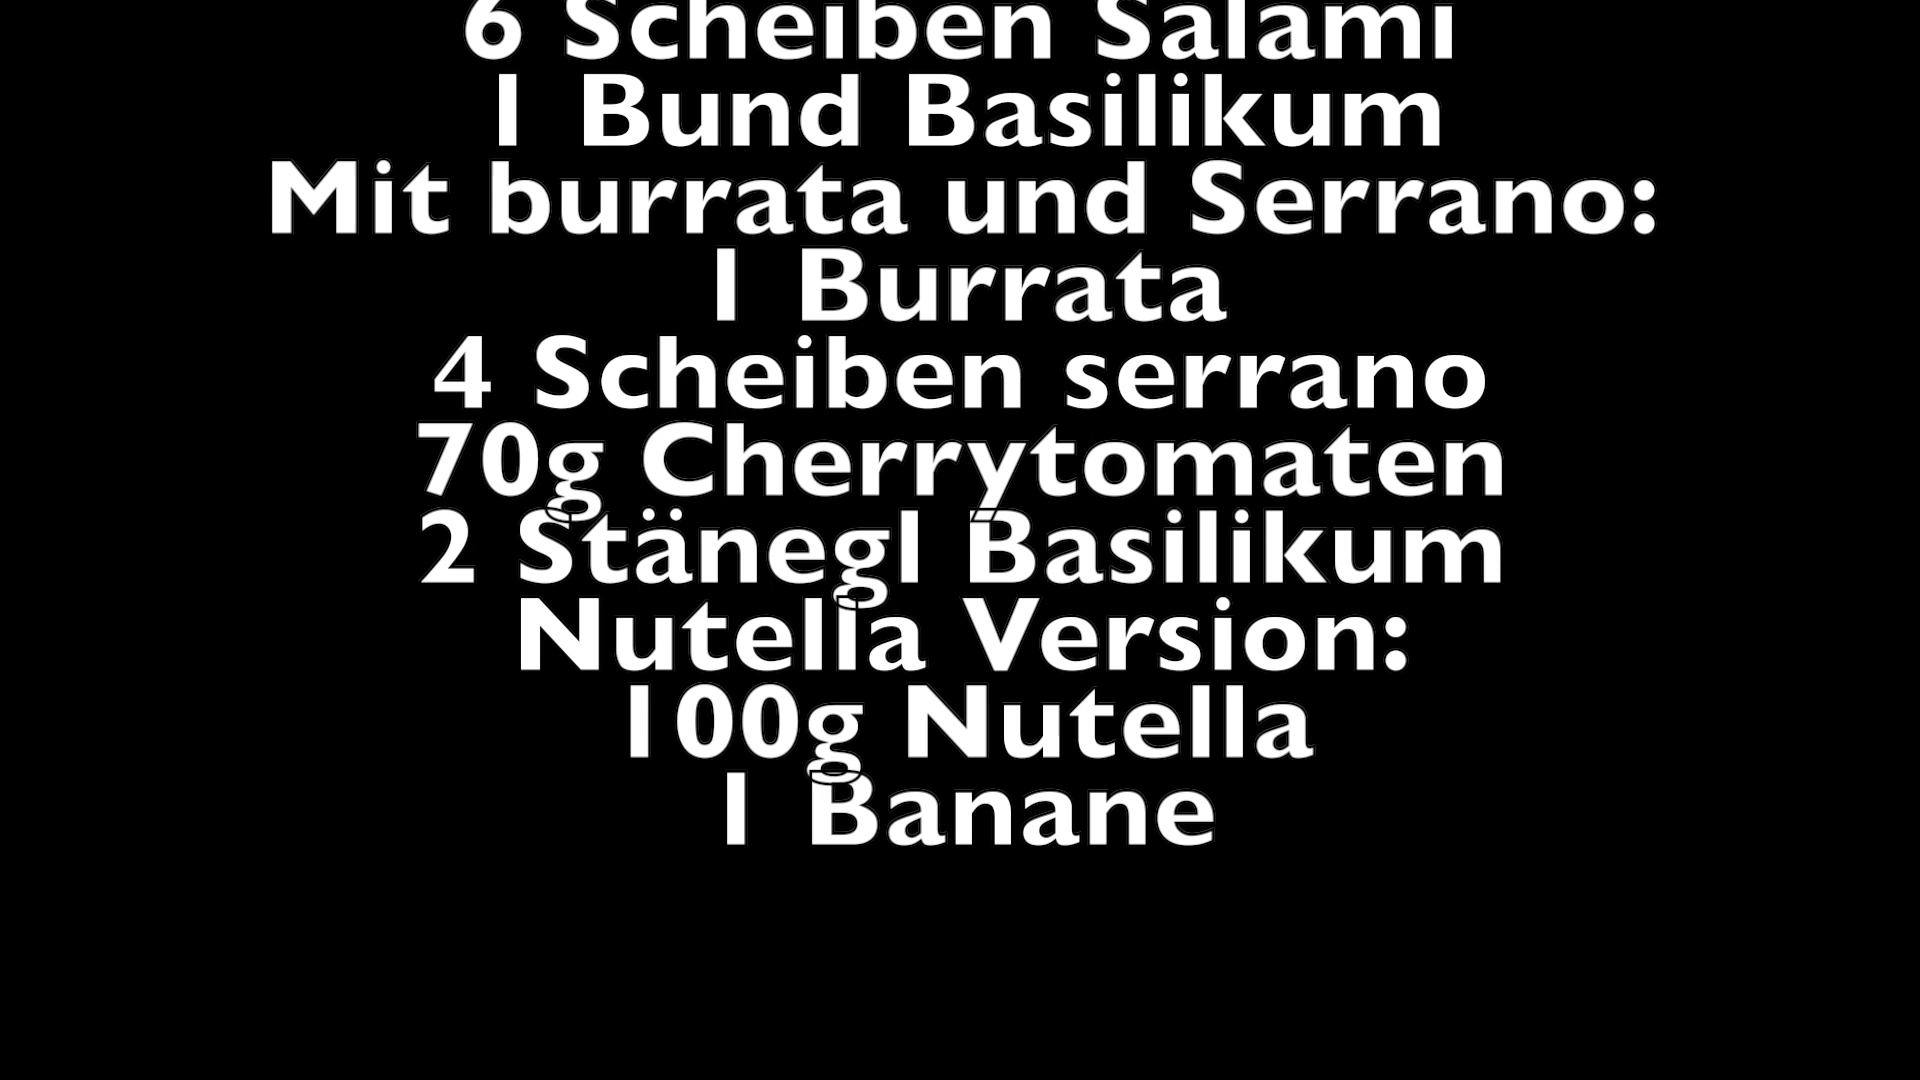 6 Scheiben Salami
1 Bund Basilikum
Mit burrata und Serrano:
1 Burrata
4 Scheiben serrano
70g Cherrytomaten
2 Stänegl Basilikum
Nutella Version:
100g Nutella
1 Banane